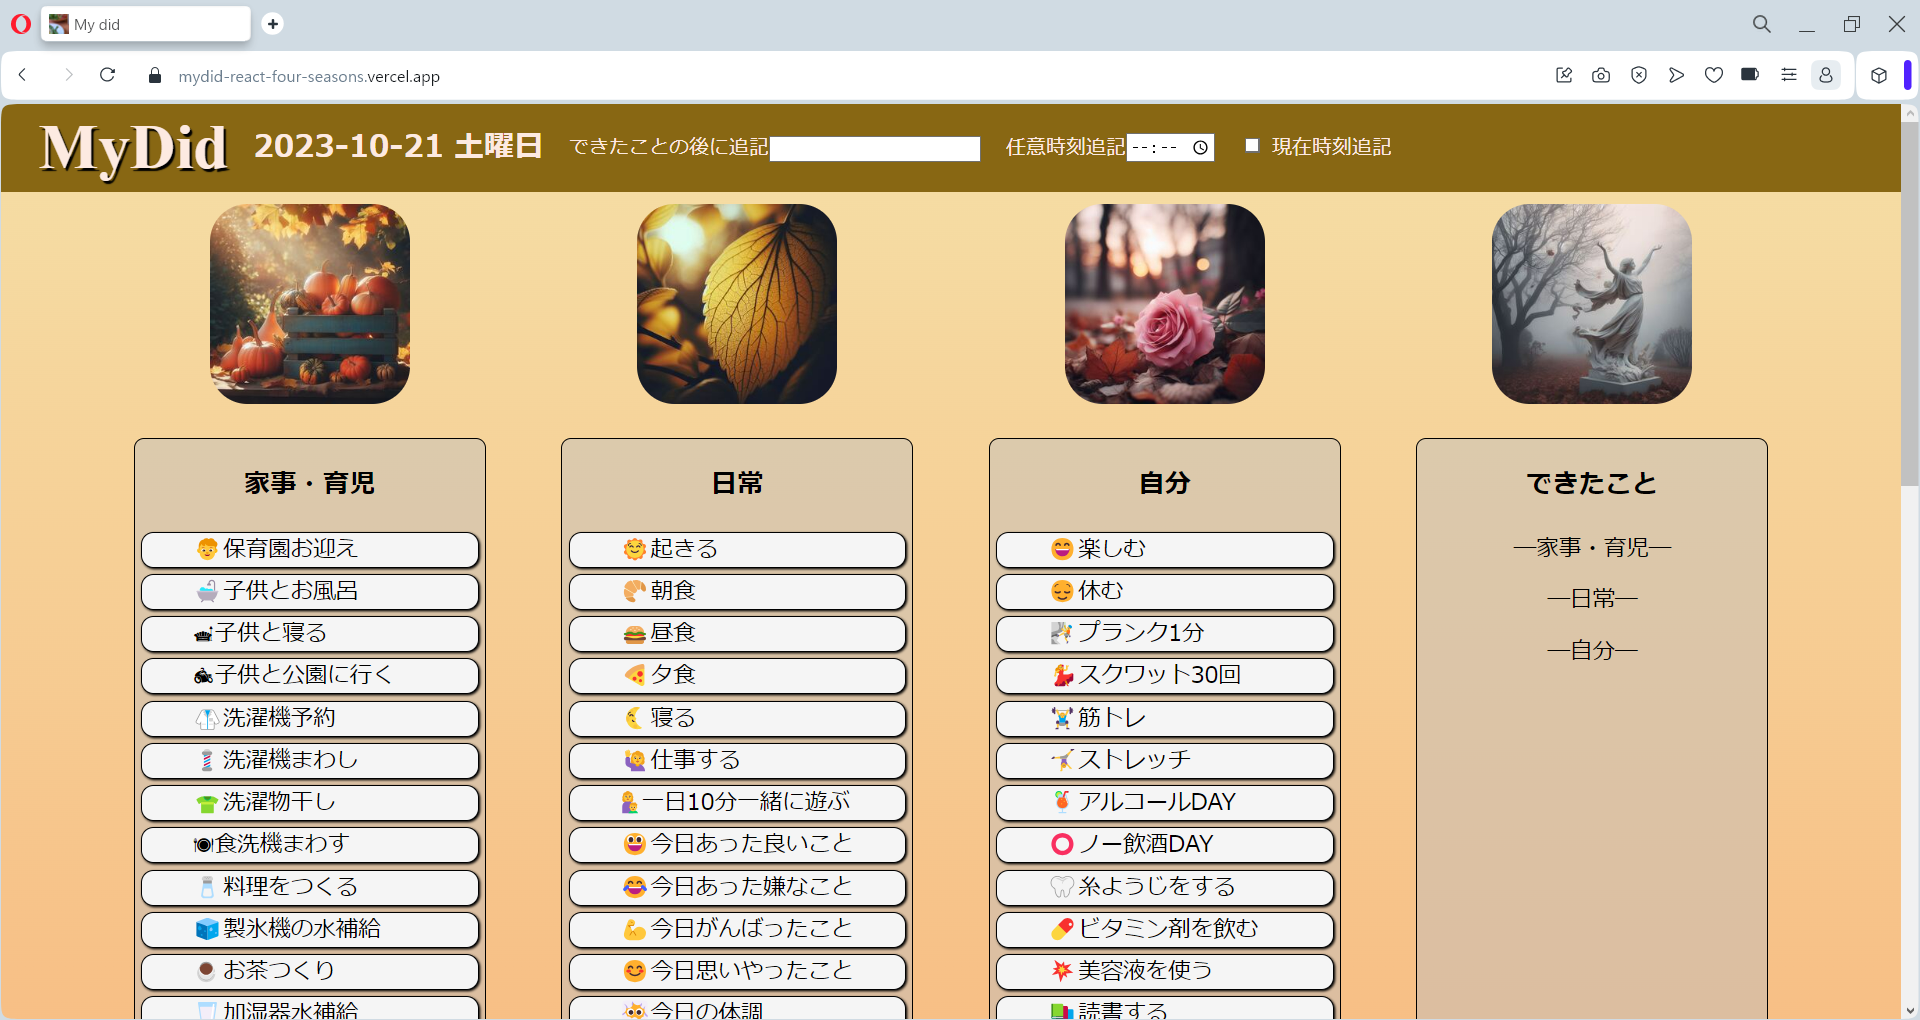 My did
mydid-react-four-seasons.vercel.app
MyDid 2023-10-21 土曜日 できたことの後に追記 任意時刻追記 --:-- 現在時刻追記
家事・育児
保育園お迎え
子供とお風呂
子供と寝る
子供と公園に行く
洗濯機予約
洗濯機まわし
洗濯物干し
食洗機まわす
料理をつくる
製氷機の水補給
お茶つくり
加湿器水補給
日常
起きる
朝食
昼食
夕食
寝る
仕事する
一日10分一緒に遊ぶ
今日あった良いこと
今日あった嫌なこと
今日がんばったこと
今日思いやったこと
今日の体調
自分
楽しむ
休む
プランク1分
スクワット30回
筋トレ
ストレッチ
アルコールDAY
ノー飲酒DAY
糸ようじをする
ビタミン剤を飲む
美容液を使う
読書する
できたこと
―家事・育児―
―日常―
―自分―